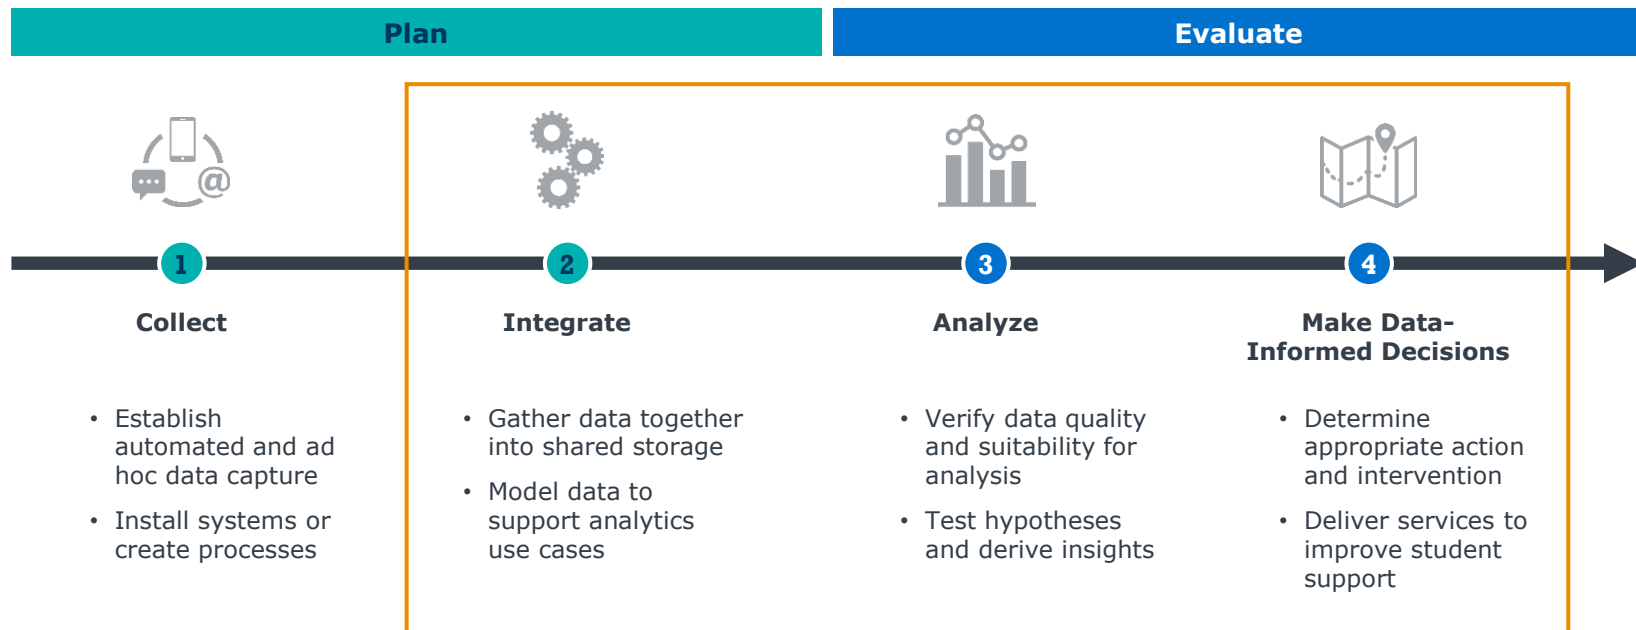 Plan
Evaluate
@
1
2
3
4
Collect
Integrate
Analyze
Make Data-
Informed Decisions
• Establish
automated and ad
hoc data capture
• Install systems or
create processes
• Gather data together
into shared storage
• Model data to
support analytics
use cases
• Verify data quality
and suitability for
analysis
• Test hypotheses
and derive insights
• Determine
appropriate action
and intervention
• Deliver services to
improve student
support